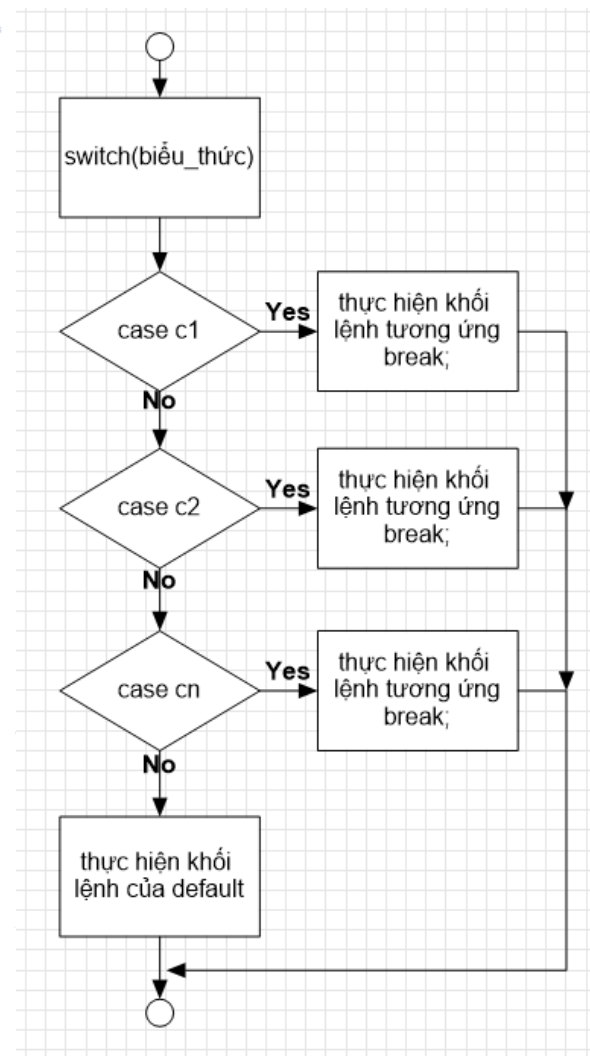 switch(biểu_thức)
case c1
Yes
thực hiện khối
lệnh tương ứng
break;
No
case c2
Yes
thực hiện khối
lệnh tương ứng
break;
No
case cn
Yes
thực hiện khối
lệnh tương ứng
break;
No
thực hiện khối
lệnh của default